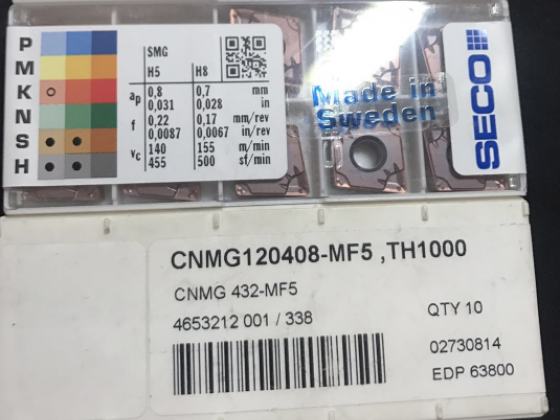 P
M
K
N
S
H
SMG
H5 H8
ap 0,8 0,7 mm
0,031 0,028 in
f 0,22 0,17 mm/rev
0,0087 0,0067 in/rev
vc 140 155 m/min
455 500 sf/min
Made in
Sweden
SECO
CNMG120408-MF5 ,TH1000
CNMG 432-MF5
4653212 001 / 338
QTY 10
02730814
EDP 63800